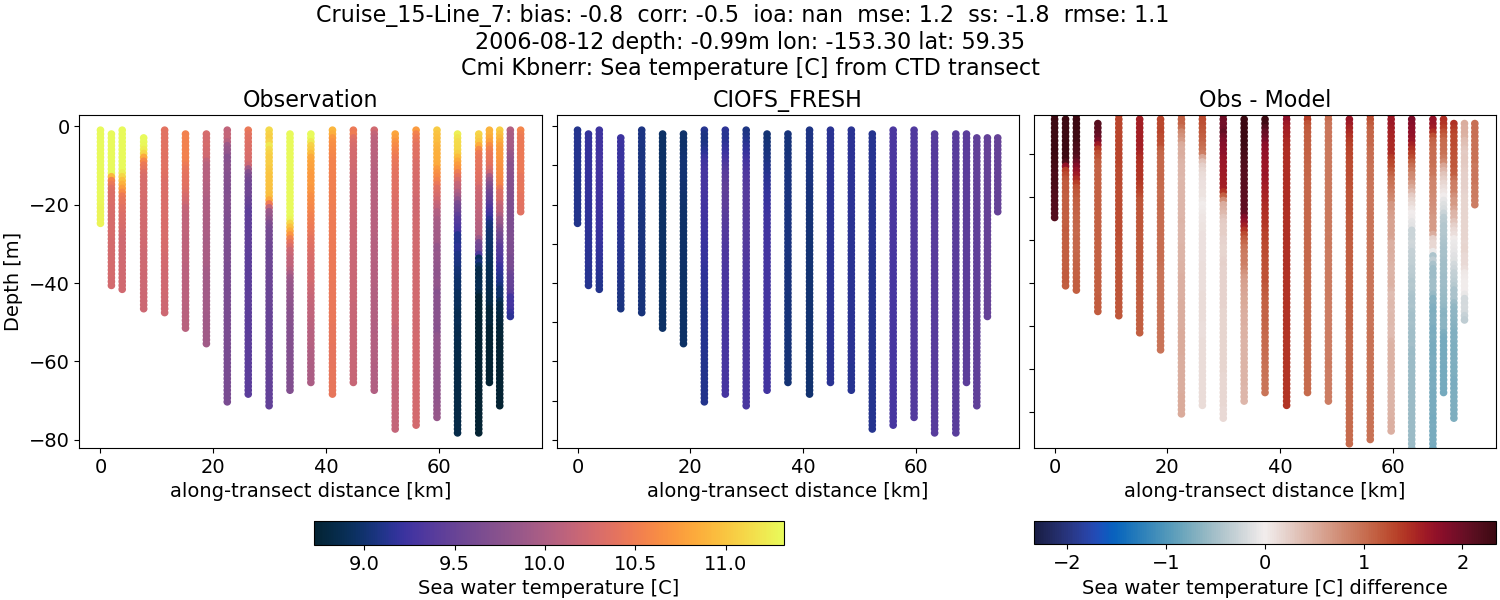 Cruise_15-Line_7: bias: -0.8  corr: -0.5  ioa: nan  mse: 1.2  ss: -1.8  rmse: 1.1
2006-08-12 depth: -0.99m lon: -153.30 lat: 59.35
Cmi Kbnerr: Sea temperature [C] from CTD transect
Observation
CIOFS_FRESH
Obs - Model
Depth [m]
0
−20
−40
−60
−80
0 20 40 60
0 20 40 60
0 20 40 60
along-transect distance [km]
along-transect distance [km]
along-transect distance [km]
9.0 9.5 10.0 10.5 11.0
Sea water temperature [C]
−2 −1 0 1 2
Sea water temperature [C] difference